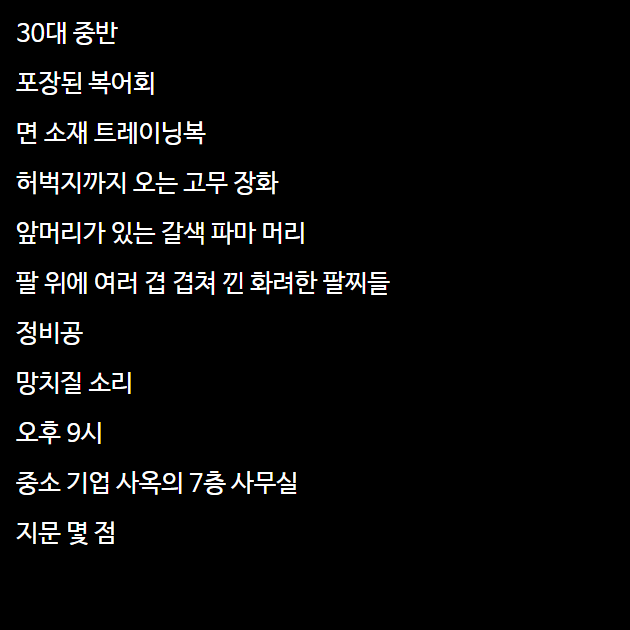 30대 중반
포장된 복어회
면 소재 트레이닝복
허벅지까지 오는 고무 장화
앞머리가 있는 갈색 파마 머리
팔 위에 여러 겹 겹쳐 낀 화려한 팔찌들
정비공
망치질 소리
오후 9시
중소 기업 사옥의 7층 사무실
지문 몇 점